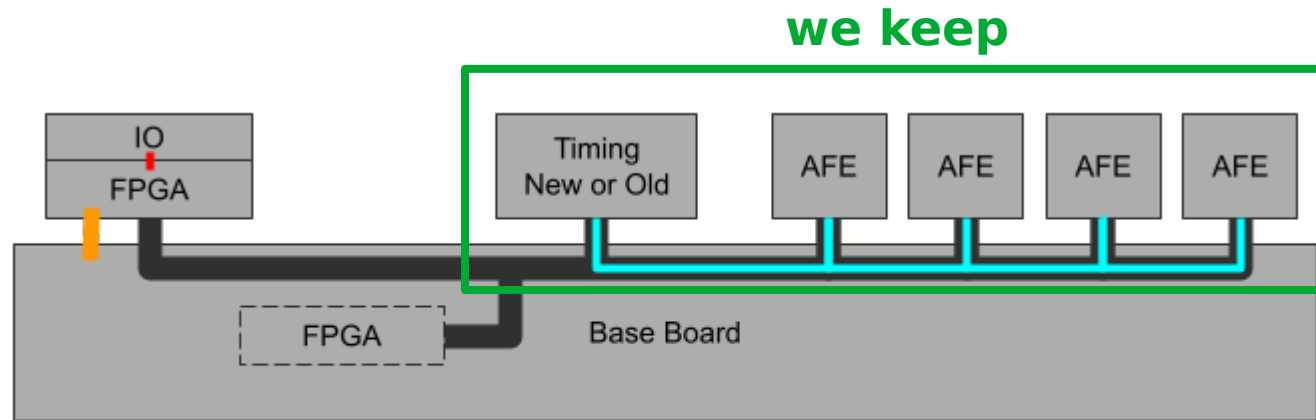 we keep
IO
FPGA
Timing
New or Old
AFE
AFE
AFE
AFE
FPGA
Base Board